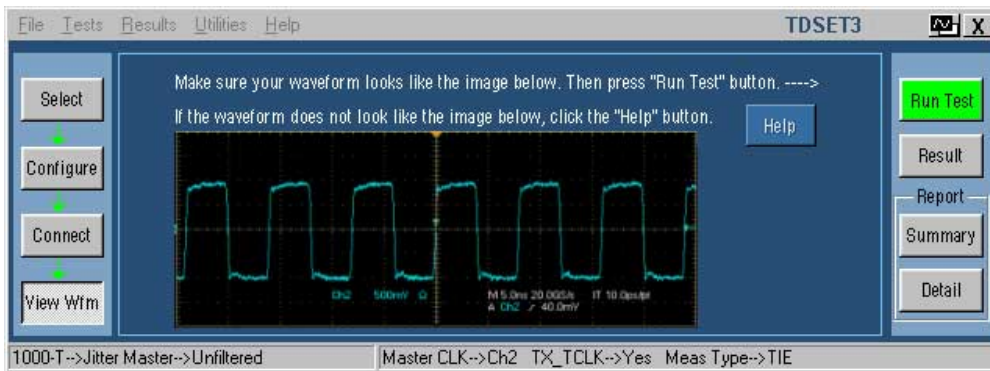 File Tests Results Utilities Help TDSET3 X
Make sure your waveform looks like the image below. Then press "Run Test" button. ---->
If the waveform does not look like the image below, click the "Help" button.
Help
Select
Configure
Connect
View Wfm
Ch2 500mV Ω M 5.0ns 20.0GS/s IT 10.0ps/pt
A Ch2 40.0mV
Run Test
Result
Report
Summary
Detail
1000-T-->Jitter Master-->Unfiltered Master CLK-->Ch2 TX_TCLK-->Yes Meas Type-->TIE